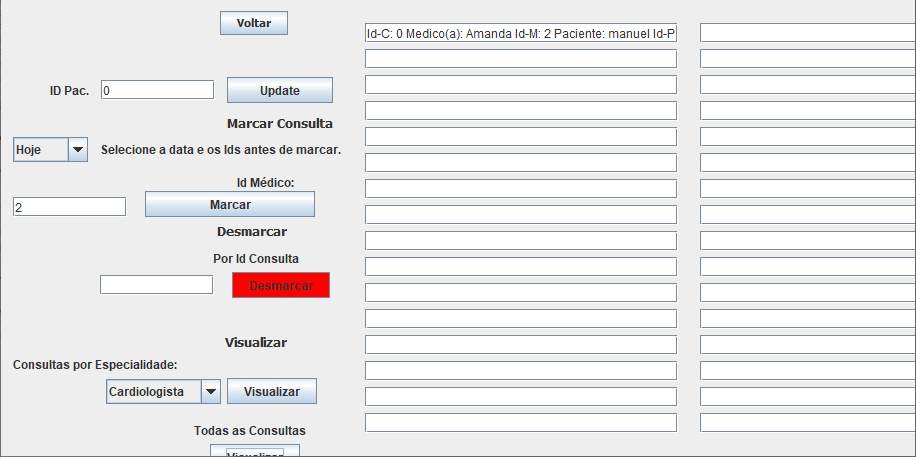 Voltar
Id-C: 0 Medico(a): Amanda Id-M: 2 Paciente: manuel Id-P
ID Pac.
0
Update
Marcar Consulta
Hoje
Selecione a data e os Ids antes de marcar.
Id Médico:
2
Marcar
Desmarcar
Por Id Consulta
Desmarcar
Visualizar
Consultas por Especialidade:
Cardiologista
Visualizar
Todas as Consultas
Visualizar